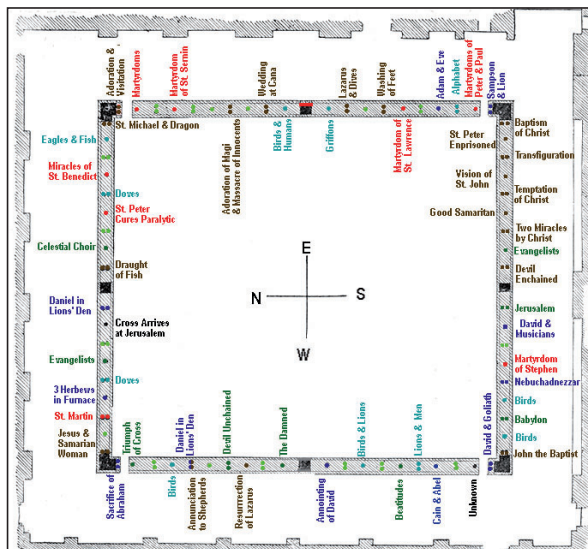 Adoration &
Visitation
Martyrdoms
Martyrdom
of St. Sernin
Wedding
at Cana
Lazarus
& Dives
Washing
of Feet
Adam & Eve
Alphabet
Martyrdoms of
Peter & Paul
Sampson
& Lion
St. Michael & Dragon
Eagles & Fish
Miracles of
St. Benedict
Doves
St. Peter
Cures Paralytic
Celestial Choir
Draught
of Fish
Daniel in
Lions' Den
Cross Arrives
at Jerusalem
Evangelists
Doves
3 Herbews
in Furnace
St. Martin
Jesus &
Samarian
Woman
Adoration of Magi
& Massacre of Innocents
Birds &
Humans
Griffons
Martyrdom of
St. Lawrence
St. Peter
Enprisoned
Vision of
St. John
Good Samaritan
Baptism
of Christ
Transfiguration
Temptation
of Christ
Two Miracles
by Christ
Evangelists
Devil
Enchained
Jerusalem
David &
Musicians
Martyrdom
of Stephen
Nebuchadnezzar
Birds
Babylon
Birds
John the Baptist
E
N
S
W
Sacrifice of
Abraham
Triumph
of Cross
Birds
Daniel in
Lions' Den
Annunciation
to Shepherds
Devil Unchained
Resurrection
of Lazarus
The Damned
Annointing
of David
Birds & Lions
Beatitudes
Lions & Men
Cain & Abel
Unknown
David & Goliath